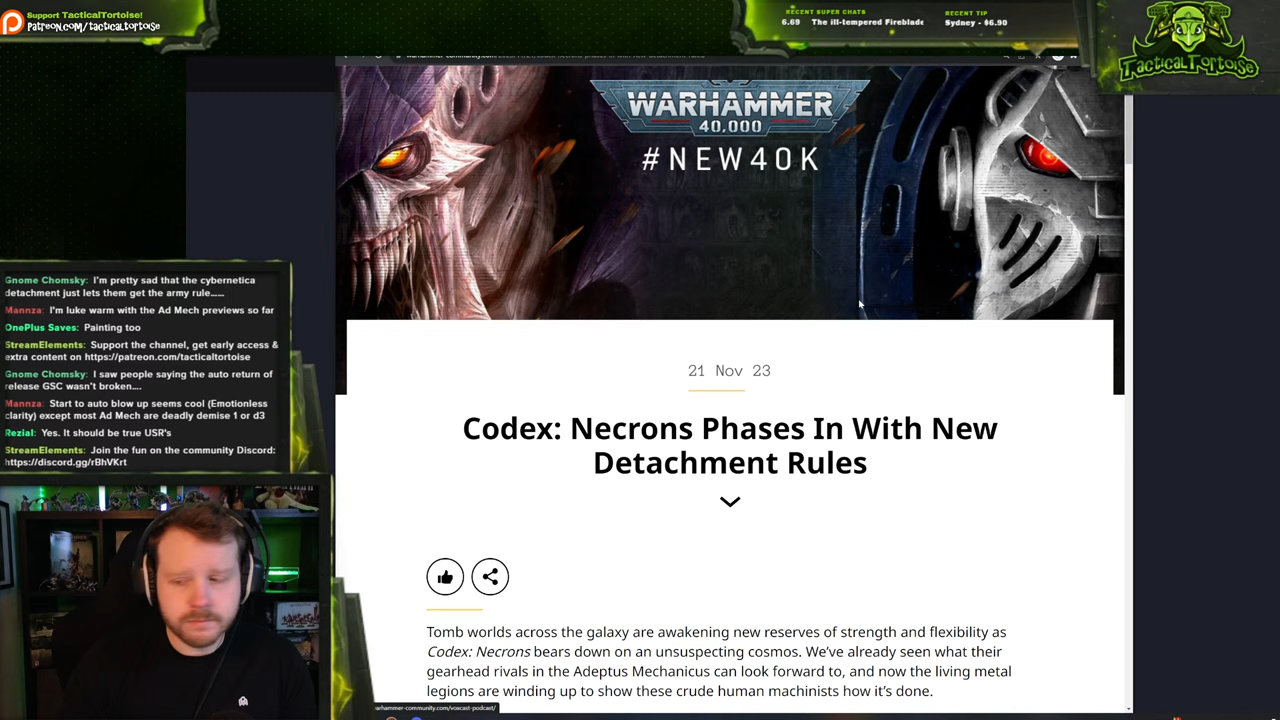 Support TacticalTortoise!
Patreon.com/tacticaltortoise
RECENT SUPER CHATS
6.69 The ill-tempered Fireblade
RECENT TIP
Sydney - $6.90
TACTICALTORTOISE
WARHAMMER
40,000
#NEW40K
21 Nov 23
Codex: Necrons Phases In With New
Detachment Rules
Tomb worlds across the galaxy are awakening new reserves of strength and flexibility as
Codex: Necrons bears down on an unsuspecting cosmos. We’ve already seen what their
gearhead rivals in the Adeptus Mechanicus can look forward to, and now the living metal
legions are winding up to show these crude human machinists how it’s done.
Gnome Chomsky: I'm pretty sad that the cybernetica
detachment just lets them get the army rule......
Mannza: I'm luke warm with the Ad Mech previews so far
OnePlus Saves: Painting too
StreamElements: Support the channel, get early access &
extra content on https://patreon.com/tacticaltortoise
Gnome Chomsky: I saw people saying the auto return of
release GSC wasn't broken....
Mannza: Start to auto blow up seems cool (Emotionless
clarity) except most Ad Mech are deadly demise 1 or d3
Rezial: Yes. It should be true USR's
StreamElements: Join the fun on the community Discord:
https://discord.gg/rBhVKrt
arhammer-community.com/voxcast-podcast/